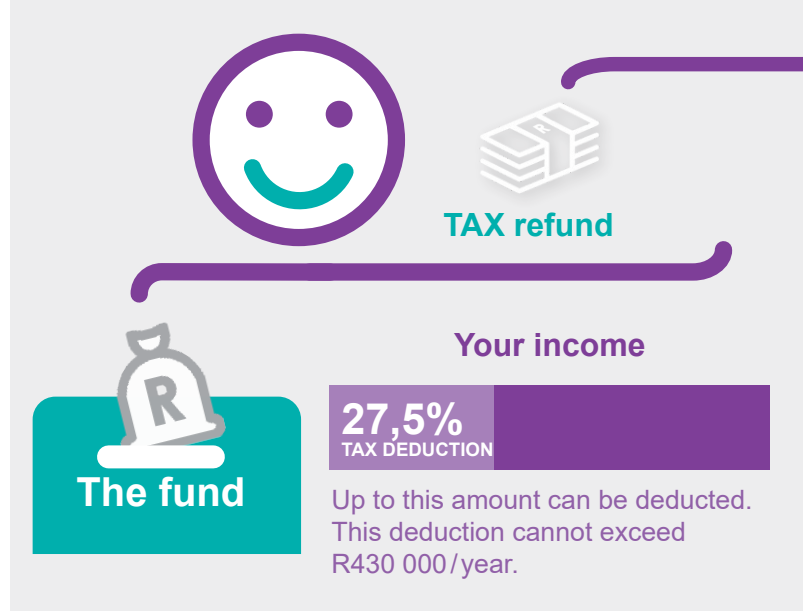 R
TAX refund
R
The fund
Your income
27,5%
TAX DEDUCTION
Up to this amount can be deducted.
This deduction cannot exceed
R430 000/year.